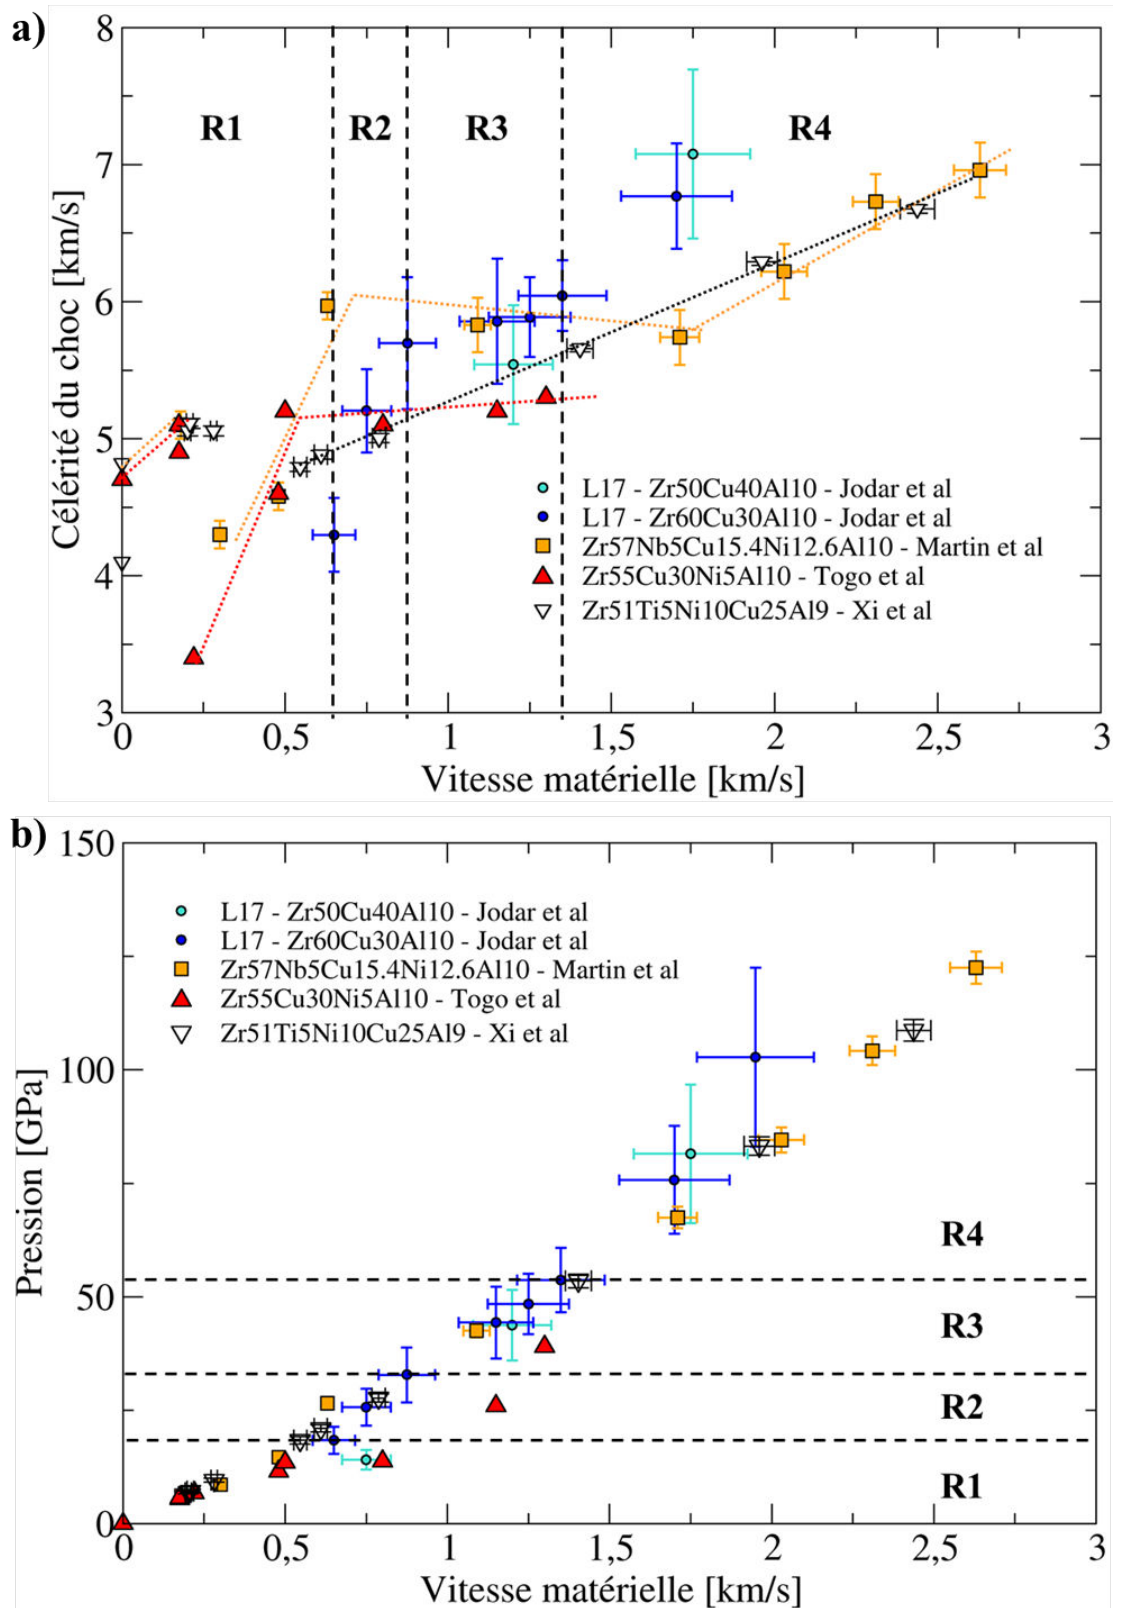 a)
8
7
6
5
4
3
Célérité du choc [km/s]
R1
R2
R3
R4
L17 - Zr50Cu40Al10 - Jodar et al
L17 - Zr60Cu30Al10 - Jodar et al
Zr57Nb5Cu15.4Ni12.6Al10 - Martin et al
Zr55Cu30Ni5Al10 - Togo et al
Zr51Ti5Ni10Cu25Al9 - Xi et al
0
0,5
1
1,5
2
2,5
3
Vitesse matérielle [km/s]
b)
150
100
50
0
Pression [GPa]
L17 - Zr50Cu40Al10 - Jodar et al
L17 - Zr60Cu30Al10 - Jodar et al
Zr57Nb5Cu15.4Ni12.6Al10 - Martin et al
Zr55Cu30Ni5Al10 - Togo et al
Zr51Ti5Ni10Cu25Al9 - Xi et al
R4
R3
R2
R1
0
0,5
1
1,5
2
2,5
3
Vitesse matérielle [km/s]